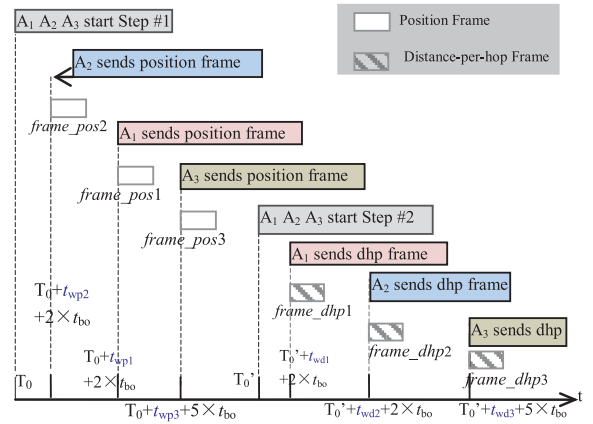 A1 A2 A3 start Step #1
Position Frame
Distance-per-hop Frame
A2 sends position frame
frame_pos2
A1 sends position frame
frame_pos1
A3 sends position frame
frame_pos3
A1 A2 A3 start Step #2
A1 sends dhp frame
frame_dhp1
A2 sends dhp frame
frame_dhp2
A3 sends dhp
frame_dhp3
T0+twp2
+2×tbo
T0+twp1
+2×tbo
T0'+twd1
+2×tbo
T0
T0'
t
T0+twp3+5×tbo
T0'+twd2+2×tbo
T0'+twd3+5×tbo